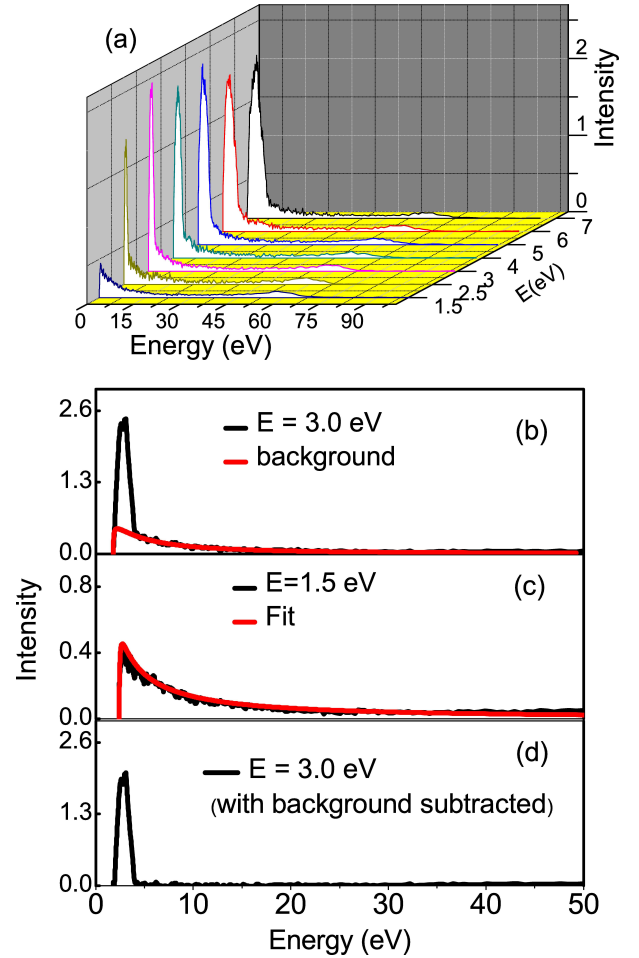 (a)
2
1
0
Intensity
7
6
5
4
3
2.5
1.5
E(eV)
0 15 30 45 60 75 90
Energy (eV)
2.6
1.3
0.0
E = 3.0 eV
background
(b)
0.8
0.4
0.0
E=1.5 eV
Fit
(c)
Intensity
2.6
1.3
0.0
E = 3.0 eV
(with background subtracted)
(d)
0 10 20 30 40 50
Energy (eV)